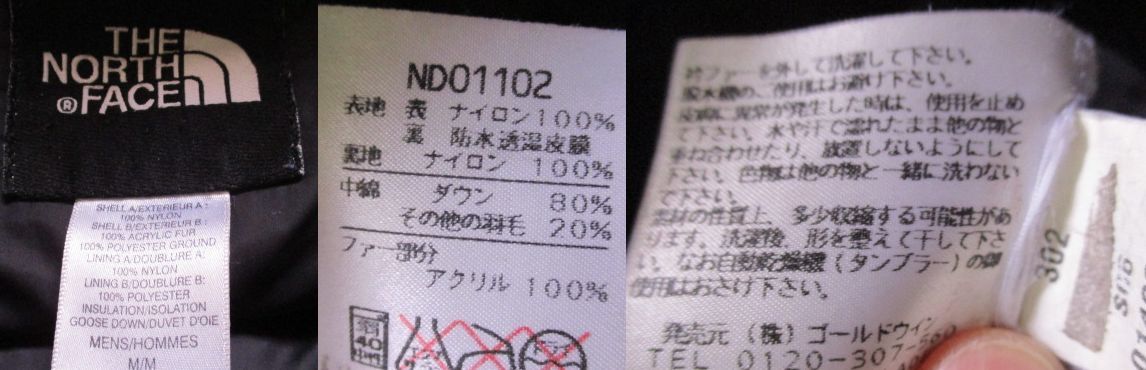 THE
NORTH
® FACE
SHELL A/EXTERIEUR A :
100% NYLON
SHELL B/EXTERIEUR B :
100% ACRYLIC FUR
100% POLYESTER GROUND
LINING A/DOUBLURE A:
100% NYLON
LINING B/DOUBLURE B:
100% POLYESTER
INSULATION/ISOLATION
GOOSE DOWN/DUVET D'OIE
MENS/HOMMES
M/M
ND01102
表地 表 ナイロン100%
裏 防水透湿皮膜
裏地 ナイロン 100%
中綿 ダウン 80%
その他の羽毛 20%
ファー部分
アクリル 100%
弱
40
中性
ファーを外して洗濯して下さい。
脱水機の、使用はお避け下さい。
皮膚に異常が発生した時は、使用を止め
て下さい。水や汗で濡れたまま他の物と
重ね合わせたり、放置しないようにして
下さい。色物は他の物と一緒に洗わない
で下さい。
素材の性質上、多少収縮する可能性があ
ります。洗濯後、形を整えて干して下さ
い。なお自動乾燥機(タンブラー)の御
使用はおさけ下さい。
発売元 (株)ゴールドウイン
TEL 0120-307-560
302